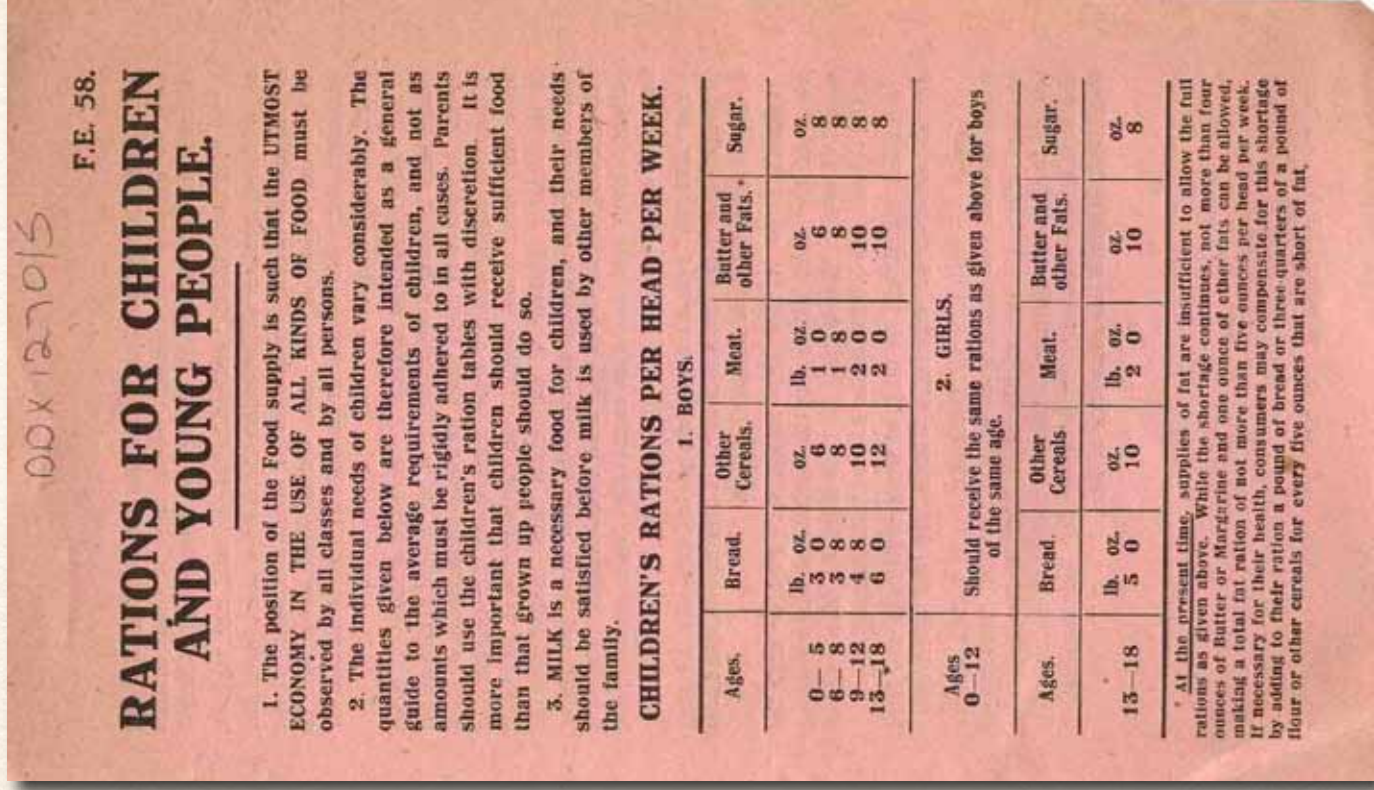 DDX1270/5
F.E. 58.
RATIONS FOR CHILDREN
AND YOUNG PEOPLE.
1. The position of the Food supply is such that the UTMOST
ECONOMY IN THE USE OF ALL KINDS OF FOOD must be
observed by all classes and by all persons.
2. The individual needs of children vary considerably. The
quantities given below are therefore intended as a general
guide to the average requirements of children, and not as
amounts which must be rigidly adhered to in all cases. Parents
should use the children's ration tables with discretion. It is
more important that children should receive sufficient food
than that grown up people should do so.
3. MILK is a necessary food for children, and their needs
should be satisfied before milk is used by other members of
the family.
CHILDREN'S RATIONS PER HEAD PER WEEK.
1. BOYS.
Ages. Bread. Other Cereals. Meat. Butter and other Fats.* Sugar.
lb. oz. oz. lb. oz. oz. oz.
0—5 3 0 6 1 0 6 8
6—8 3 8 8 1 8 8 8
9—12 4 8 10 2 0 10 8
13—18 6 0 12 2 0 10 8
2. GIRLS.
Ages
0—12 Should receive the same rations as given above for boys
of the same age.
Ages. Bread. Other Cereals. Meat. Butter and other Fats. Sugar.
lb. oz. oz. lb. oz. oz. oz.
13—18 5 0 10 2 0 10 8
* At the present time, supplies of fat are insufficient to allow the full
rations as given above. While the shortage continues, not more than four
ounces of Butter or Margarine and one ounce of other fats can be allowed,
making a total fat ration of not more than five ounces per head per week.
If necessary for their health, consumers may compensate for this shortage
by adding to their ration a pound of bread or three-quarters of a pound of
flour or other cereals for every five ounces that are short of fat.